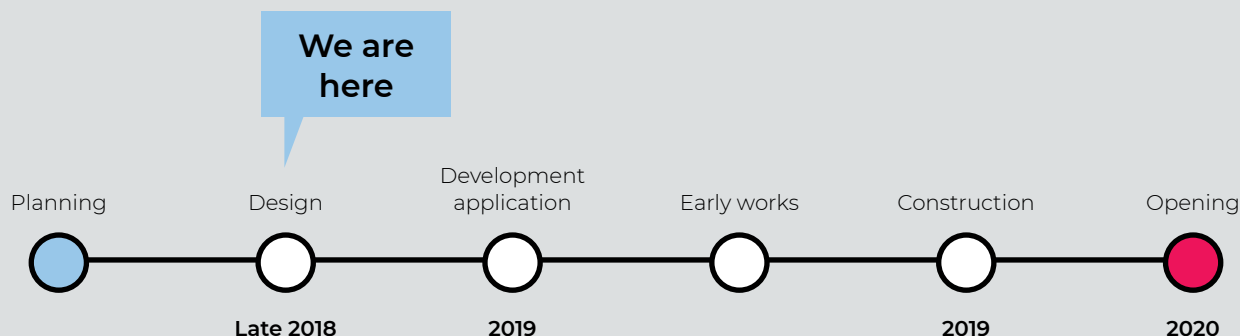 We are
here
Planning
Design
Development
application
Early works
Construction
Opening
Late 2018
2019
2019
2020